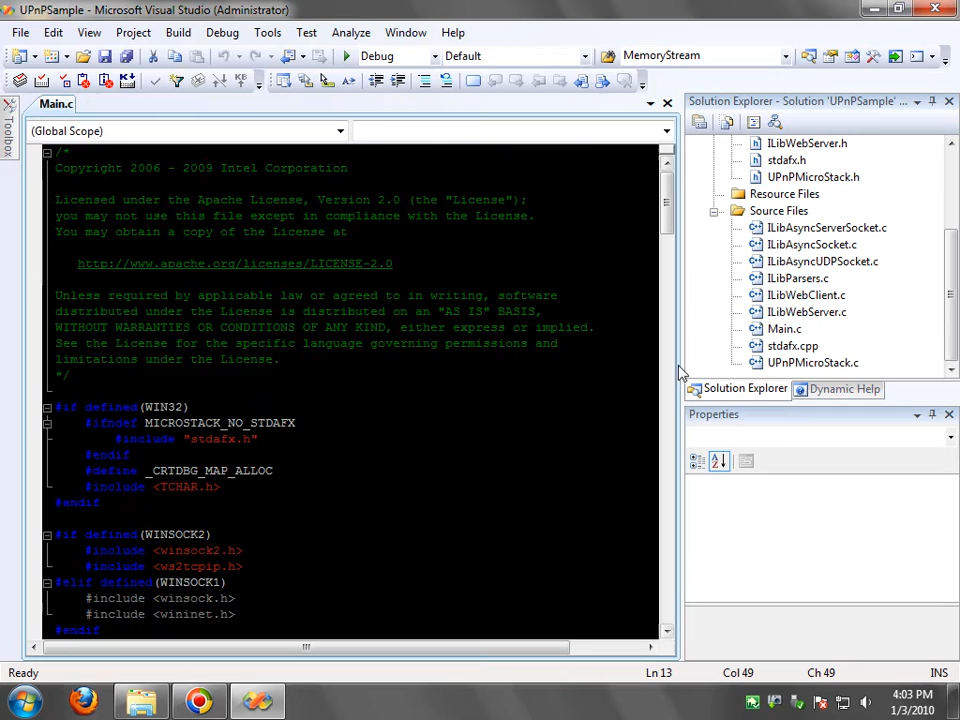 UPnPSample - Microsoft Visual Studio (Administrator)
File Edit View Project Build Debug Tools Test Analyze Window Help
Debug Default MemoryStream
Main.c
(Global Scope)
Toolbox
/*
Copyright 2006 - 2009 Intel Corporation
Licensed under the Apache License, Version 2.0 (the "License");
you may not use this file except in compliance with the License.
You may obtain a copy of the License at
http://www.apache.org/licenses/LICENSE-2.0
Unless required by applicable law or agreed to in writing, software
distributed under the License is distributed on an "AS IS" BASIS,
WITHOUT WARRANTIES OR CONDITIONS OF ANY KIND, either express or implied.
See the License for the specific language governing permissions and
limitations under the License.
*/
#if defined(WIN32)
#ifndef MICROSTACK_NO_STDAFX
#include "stdafx.h"
#endif
#define _CRTDBG_MAP_ALLOC
#include <TCHAR.h>
#endif
#if defined(WINSOCK2)
#include <winsock2.h>
#include <ws2tcpip.h>
#elif defined(WINSOCK1)
#include <winsock.h>
#include <wininet.h>
#endif
Solution Explorer - Solution 'UPnPSample' ...
ILibWebServer.h
stdafx.h
UPnPMicroStack.h
Resource Files
Source Files
ILibAsyncServerSocket.c
ILibAsyncSocket.c
ILibAsyncUDPSocket.c
ILibParsers.c
ILibWebClient.c
ILibWebServer.c
Main.c
stdafx.cpp
UPnPMicroStack.c
Solution Explorer Dynamic Help
Properties
Ready Ln 13 Col 49 Ch 49 INS
4:03 PM
1/3/2010